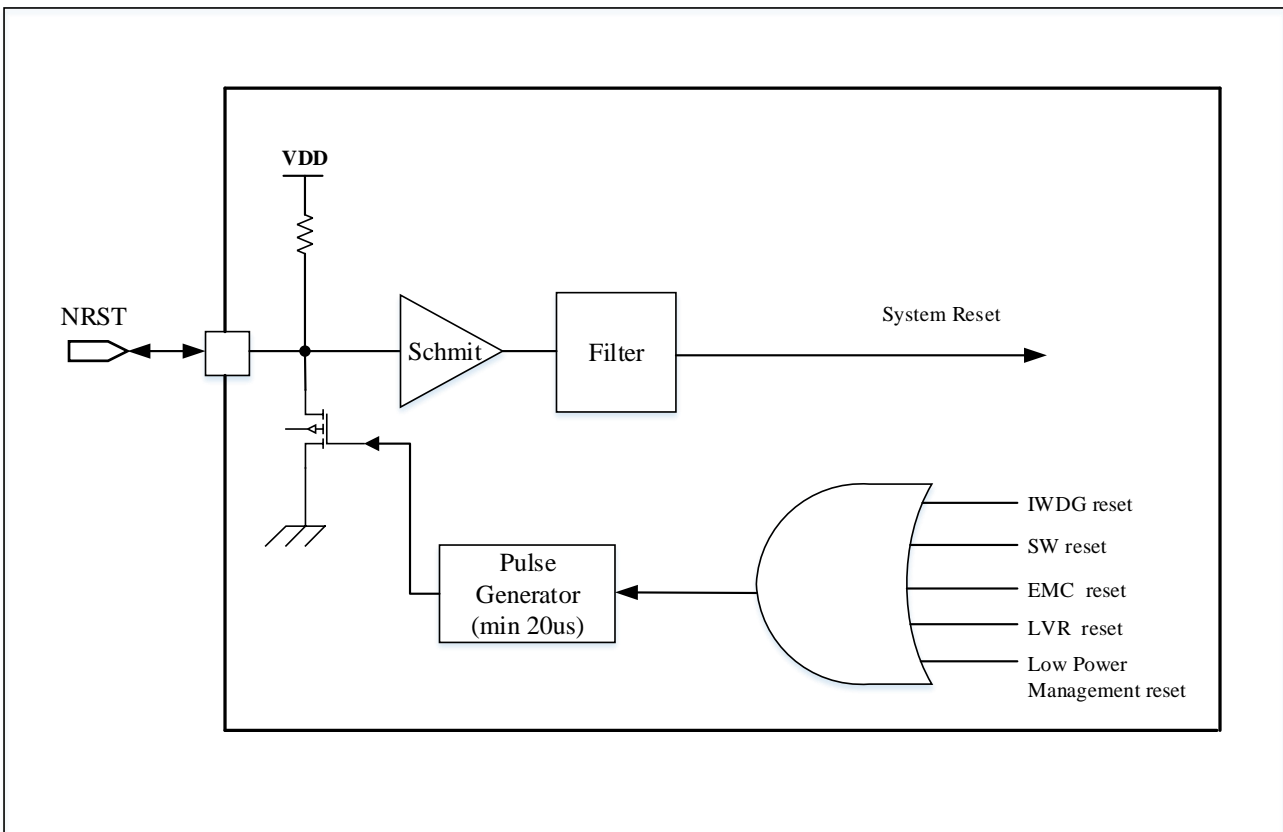 VDD
NRST
Schmit
Filter
System Reset
Pulse
Generator
(min 20us)
IWDG reset
SW reset
EMC reset
LVR reset
Low Power
Management reset